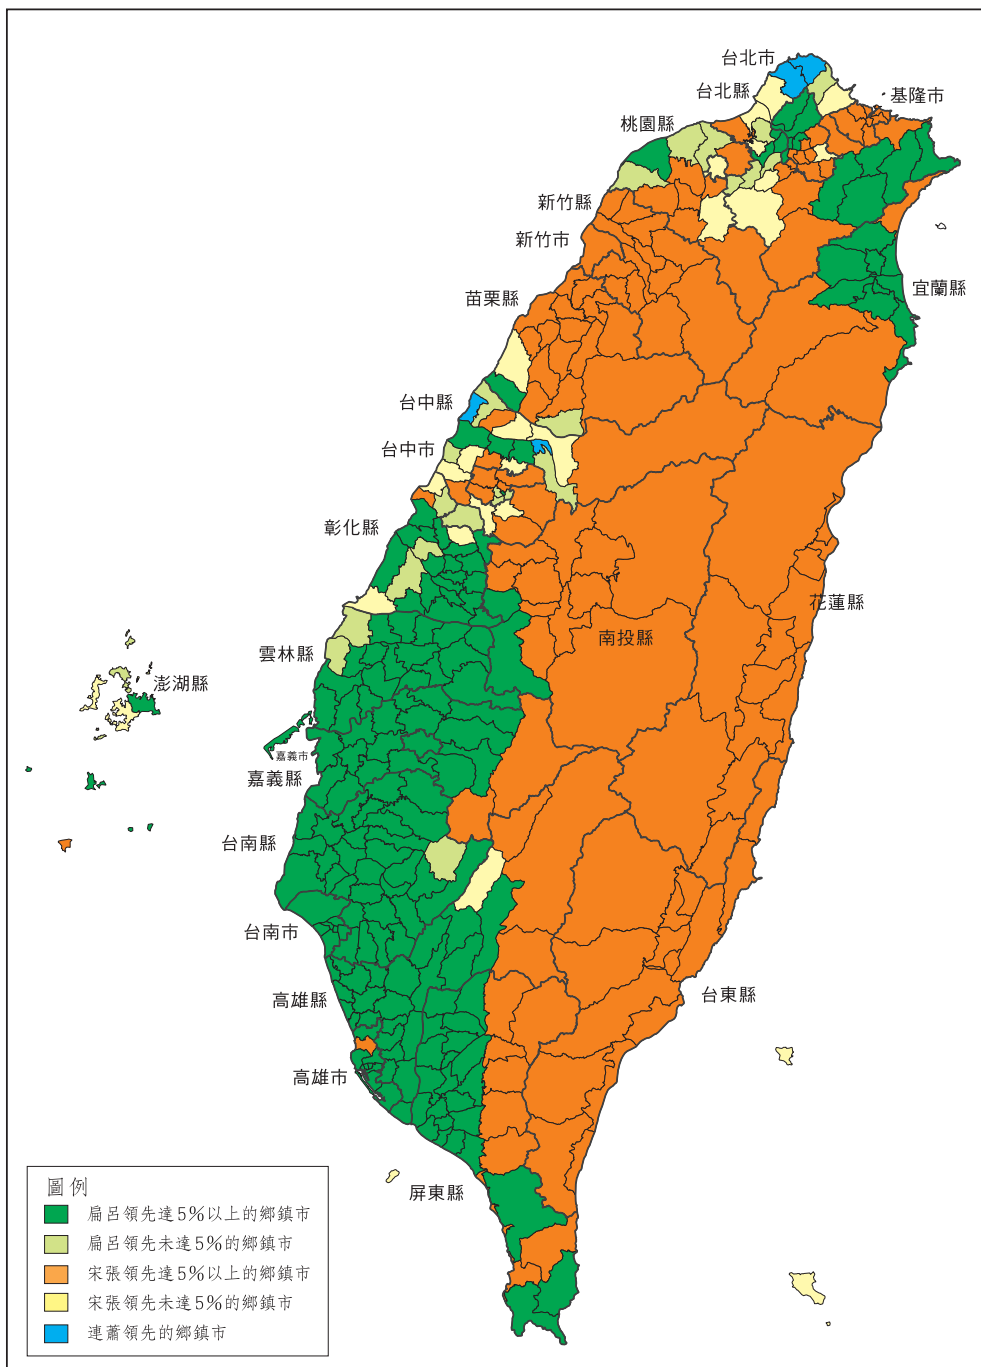 台北市
台北縣
基隆市
桃園縣
新竹縣
新竹市
宜蘭縣
苗栗縣
台中縣
台中市
彰化縣
花蓮縣
南投縣
雲林縣
澎湖縣
嘉義市
嘉義縣
台南縣
台南市
高雄縣
台東縣
高雄市
屏東縣
圖例
扁呂領先達5%以上的鄉鎮市
扁呂領先未達5%的鄉鎮市
宋張領先達5%以上的鄉鎮市
宋張領先未達5%的鄉鎮市
連蕭領先的鄉鎮市